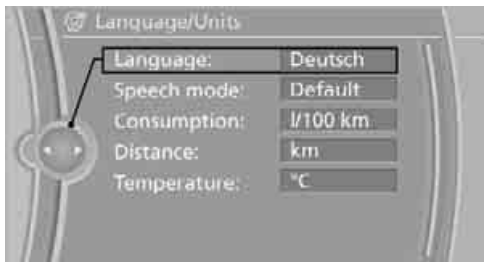 Language/Units
Language: Deutsch
Speech mode: Default
Consumption: l/100 km
Distance: km
Temperature: °C